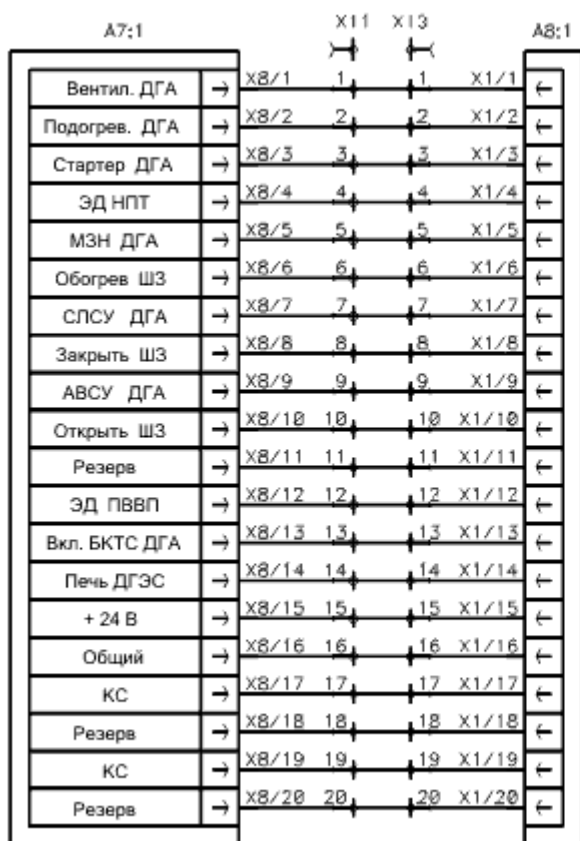 X11 X13
A7:1 A8:1
Вентил. ДГА X8/1 1 1 X1/1
Подогрев. ДГА X8/2 2 2 X1/2
Стартер ДГА X8/3 3 3 X1/3
ЭД НПТ X8/4 4 4 X1/4
МЗН ДГА X8/5 5 5 X1/5
Обогрев ШЗ X8/6 6 6 X1/6
СЛСУ ДГА X8/7 7 7 X1/7
Закрыть ШЗ X8/8 8 8 X1/8
АВСУ ДГА X8/9 9 9 X1/9
Открыть ШЗ X8/10 10 10 X1/10
Резерв X8/11 11 11 X1/11
ЭД ПВВП X8/12 12 12 X1/12
Вкл. БКТС ДГА X8/13 13 13 X1/13
Печь ДГЭС X8/14 14 14 X1/14
+ 24 В X8/15 15 15 X1/15
Общий X8/16 16 16 X1/16
КС X8/17 17 17 X1/17
Резерв X8/18 18 18 X1/18
КС X8/19 19 19 X1/19
Резерв X8/20 20 20 X1/20